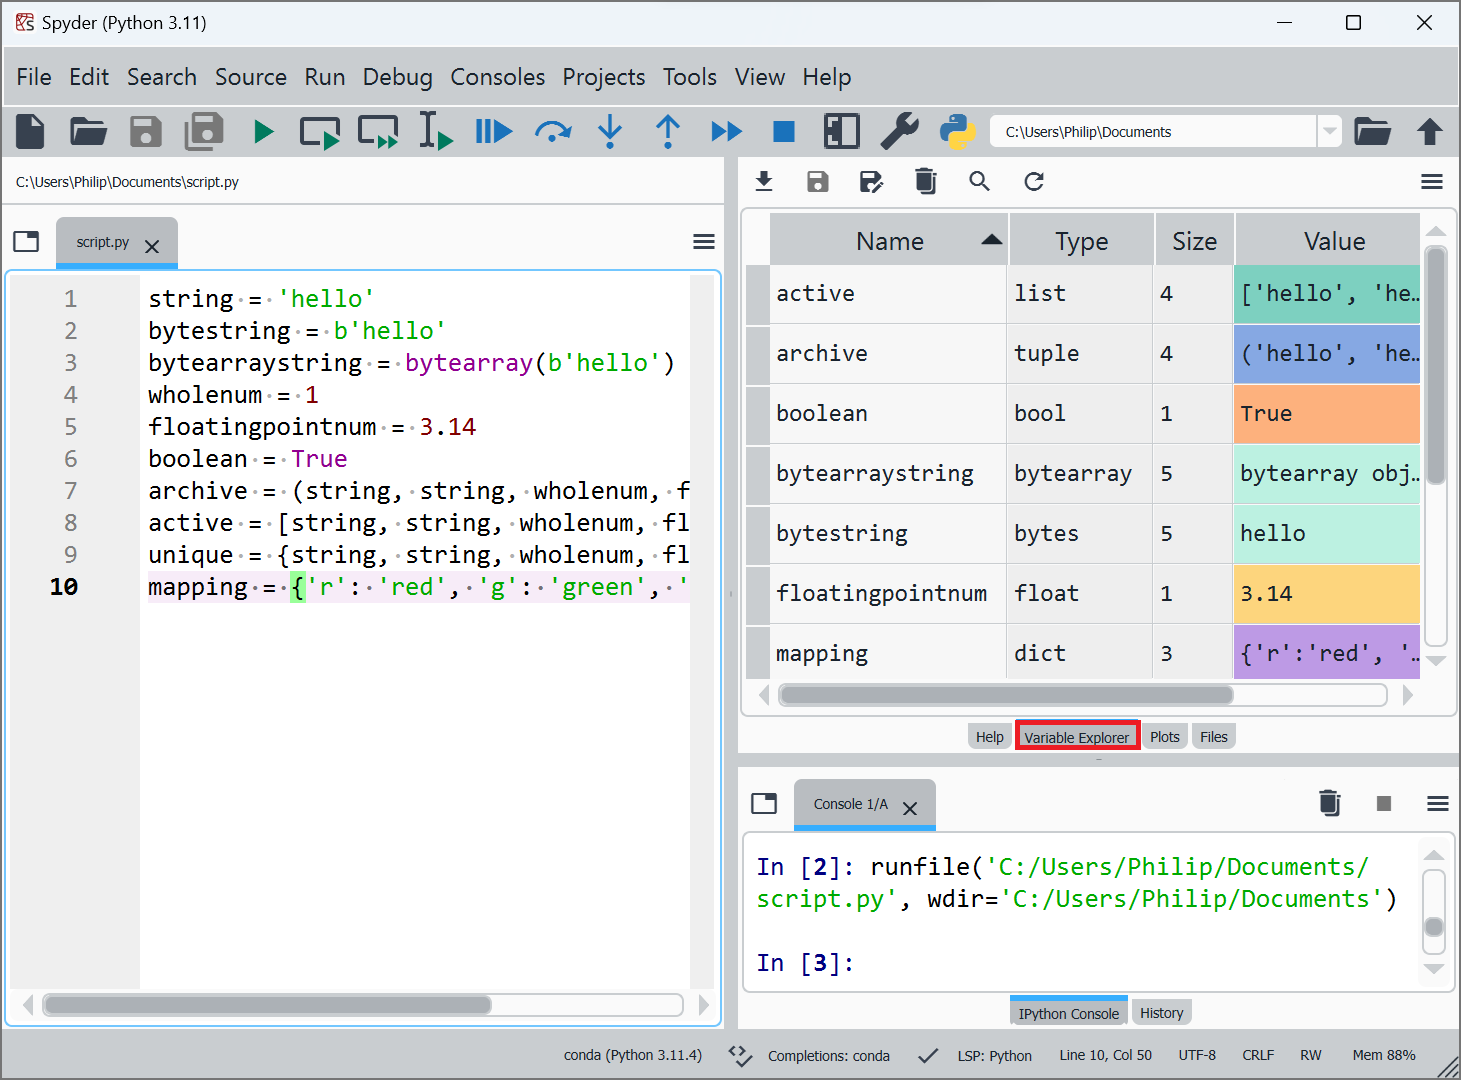 Spyder (Python 3.11)
File Edit Search Source Run Debug Consoles Projects Tools View Help
C:\Users\Philip\Documents
C:\Users\Philip\Documents\script.py
script.py
1 string = 'hello'
2 bytestring = b'hello'
3 bytearraystring = bytearray(b'hello')
4 wholenum = 1
5 floatingpointnum = 3.14
6 boolean = True
7 archive = (string, string, wholenum, f
8 active = [string, string, wholenum, fl
9 unique = {string, string, wholenum, fl
10 mapping = {'r': 'red', 'g': 'green', '
Name Type Size Value
active list 4 ['hello', 'he…
archive tuple 4 ('hello', 'he…
boolean bool 1 True
bytearraystring bytearray 5 bytearray obj…
bytestring bytes 5 hello
floatingpointnum float 1 3.14
mapping dict 3 {'r':'red', '…
Help Variable Explorer Plots Files
Console 1/A
In [2]: runfile('C:/Users/Philip/Documents/
script.py', wdir='C:/Users/Philip/Documents')
In [3]:
IPython Console History
conda (Python 3.11.4) Completions: conda LSP: Python Line 10, Col 50 UTF-8 CRLF RW Mem 88%